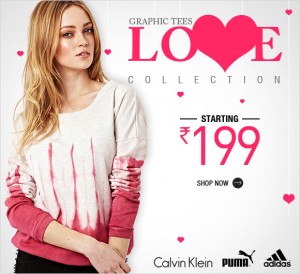 GRAPHIC TEES
LOVE
COLLECTION
STARTING
₹199
SHOP NOW
Calvin Klein PUMA adidas